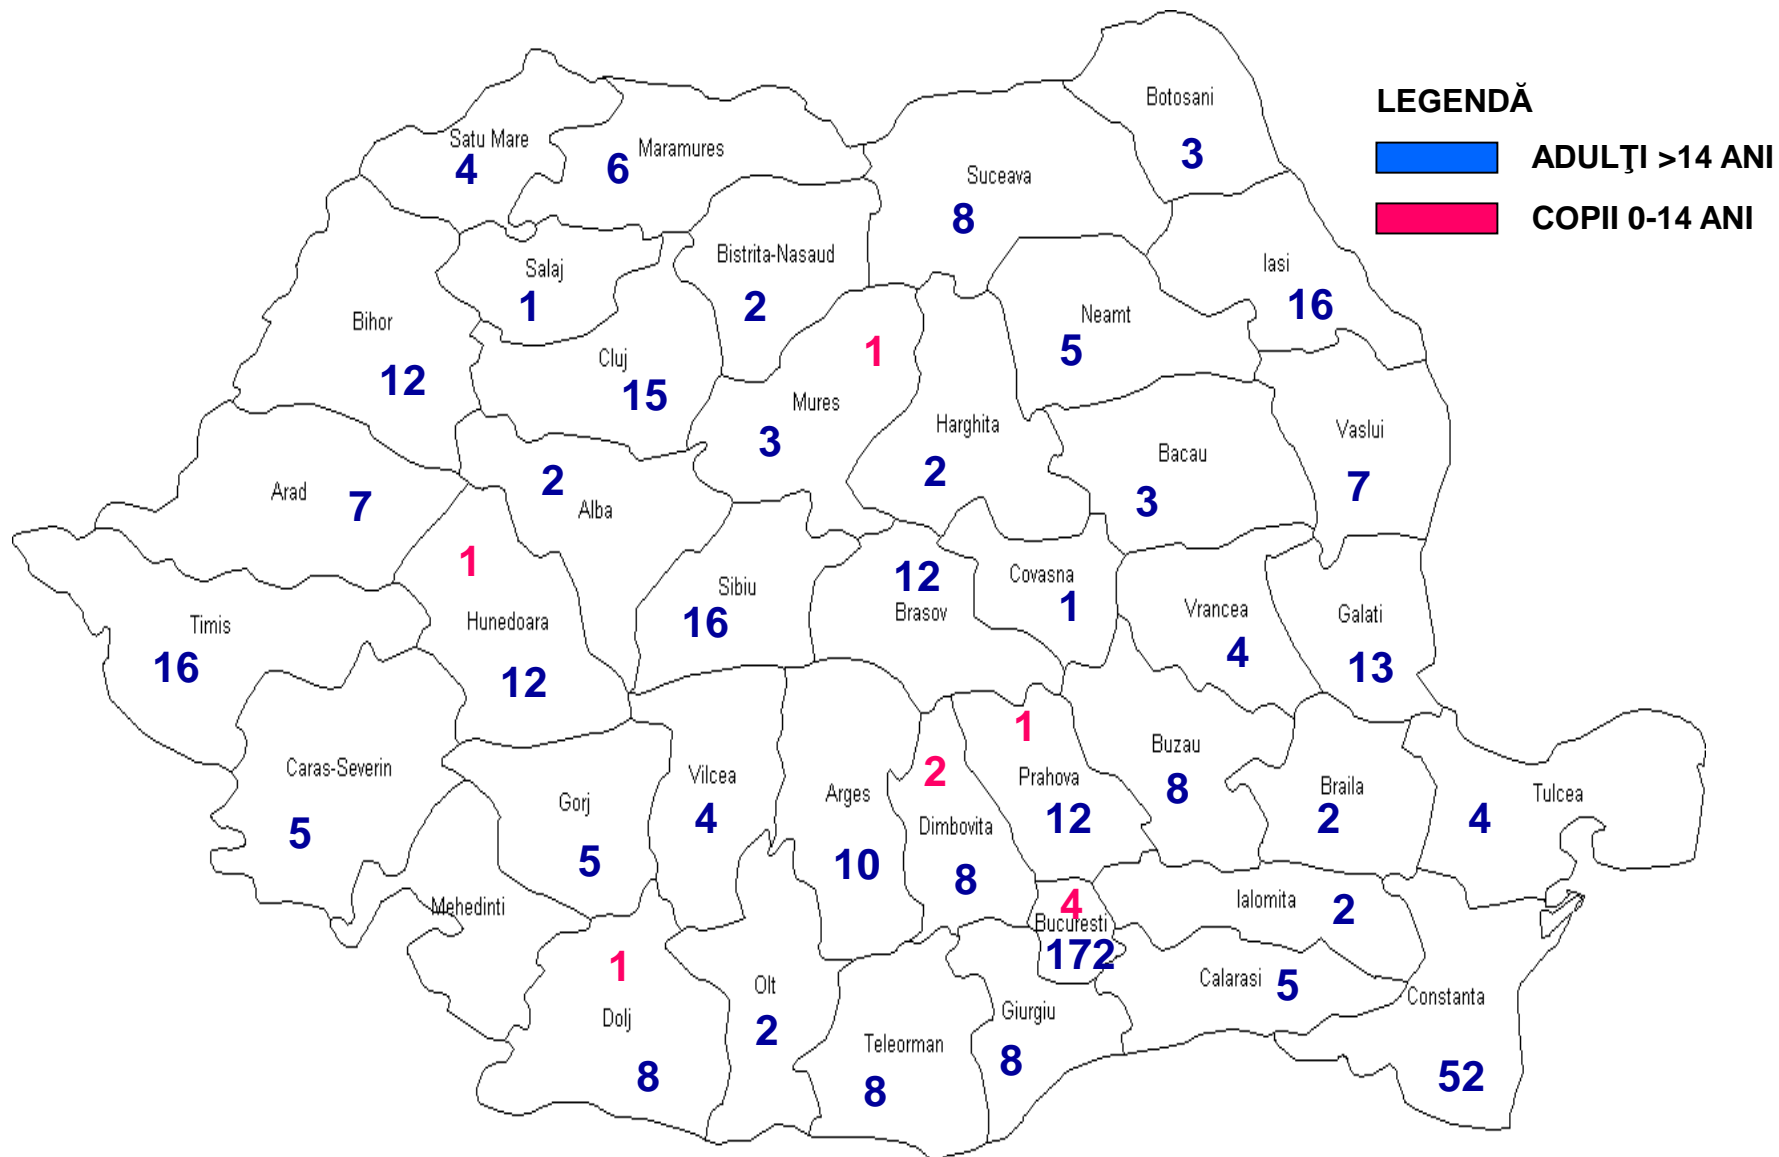 LEGENDĂ
ADULŢI >14 ANI
COPII 0-14 ANI
Botosani
3
Satu Mare
4
Maramures
6
Suceava
8
Iasi
16
Bistrita-Nasaud
2
Salaj
1
Bihor
12
Cluj
15
Neamt
5
1
Mures
3
Harghita
2
Bacau
3
Vaslui
7
Arad
7
2
Alba
1
Hunedoara
12
Timis
16
Sibiu
16
12
Brasov
Covasna
1
Vrancea
4
Galati
13
Caras-Severin
5
Gorj
5
Vilcea
4
Arges
10
2
Dimbovita
8
1
Prahova
12
Buzau
8
Braila
2
Tulcea
4
Mehedinti
4
Bucuresti
172
Ialomita
2
Calarasi
5
Constanta
52
1
Dolj
8
Olt
2
Teleorman
8
Giurgiu
8